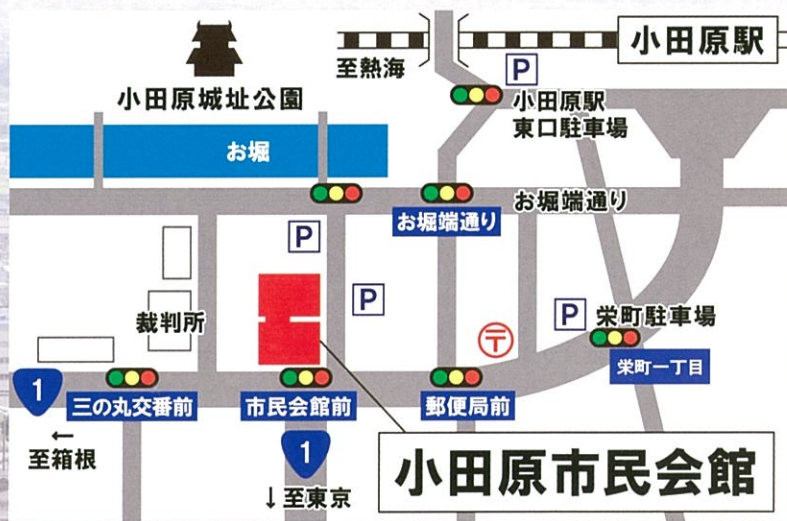 小田原駅
至熱海
P
小田原城址公園
小田原駅
東口駐車場
お堀
お堀端通り
お堀端通り
P
P
裁判所
〒
P
栄町駐車場
栄町一丁目
1
三の丸交番前
市民会館前
郵便局前
←
至箱根
1
↓至東京
小田原市民会館